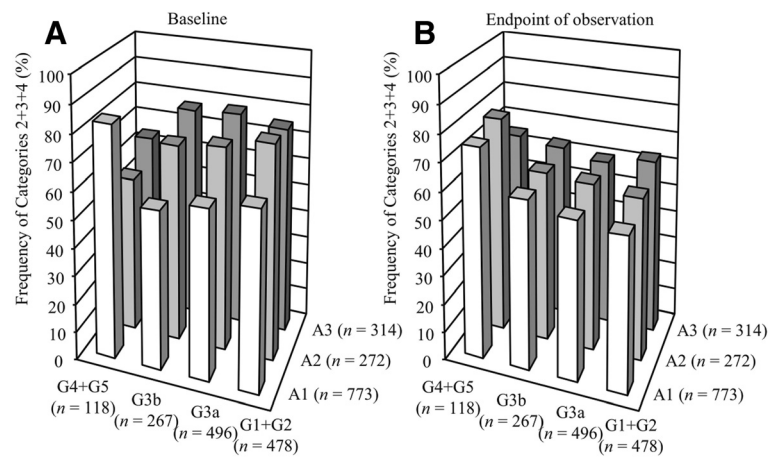 A
Baseline
Frequency of Categories 2+3+4 (%)
100
90
80
70
60
50
40
30
20
10
0
G4+G5
(n = 118)
G3b
(n = 267)
G3a
(n = 496)
G1+G2
(n = 478)
A1 (n = 773)
A2 (n = 272)
A3 (n = 314)
B
Endpoint of observation
Frequency of Categories 2+3+4 (%)
100
90
80
70
60
50
40
30
20
10
0
G4+G5
(n = 118)
G3b
(n = 267)
G3a
(n = 496)
G1+G2
(n = 478)
A1 (n = 773)
A2 (n = 272)
A3 (n = 314)